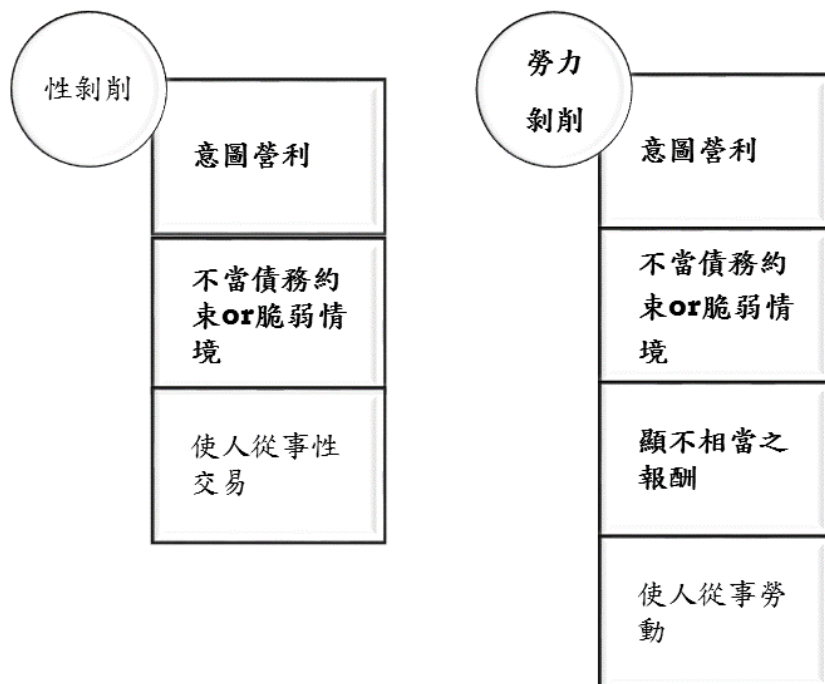 性剝削
意圖營利
不當債務約
束or脆弱情
境
使人從事性
交易
勞力
剝削
意圖營利
不當債務約
束or脆弱情
境
顯不相當之
報酬
使人從事勞
動